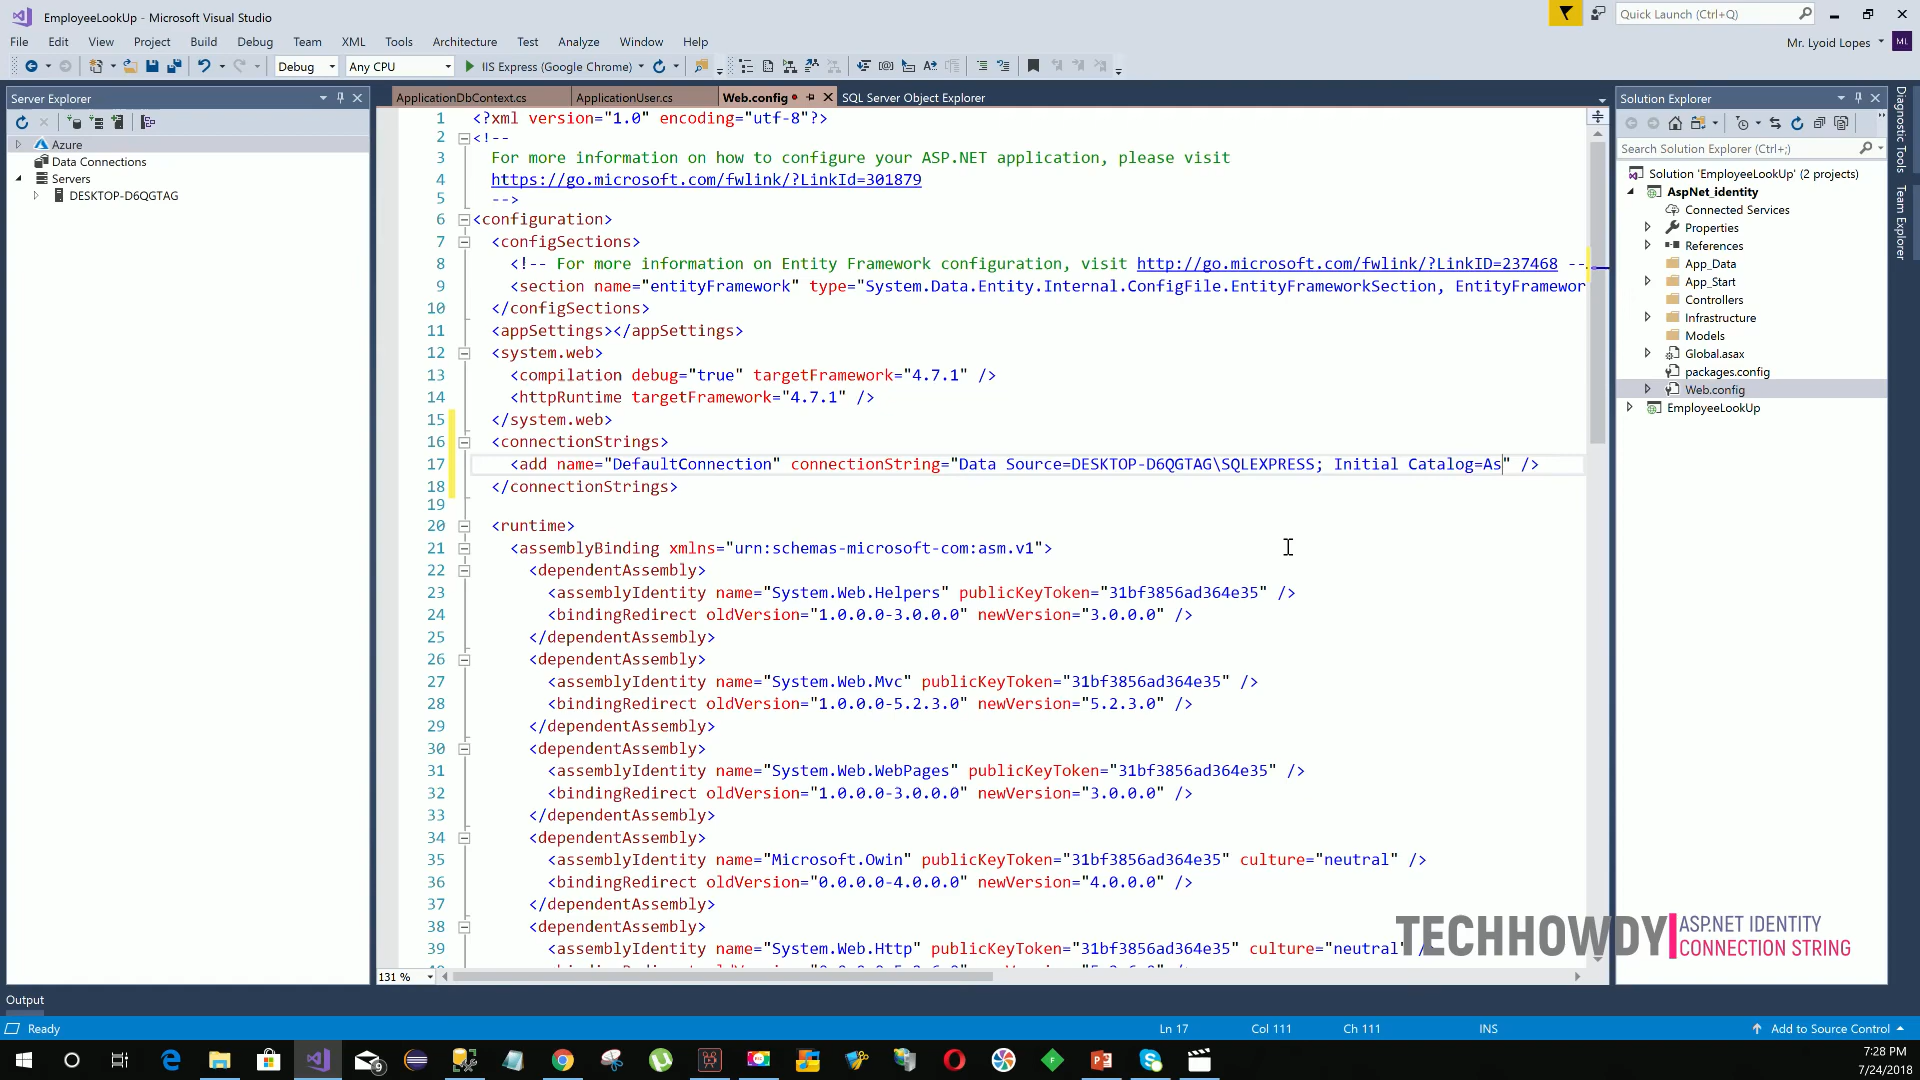 EmployeeLookUp - Microsoft Visual Studio
Quick Launch (Ctrl+Q)
File Edit View Project Build Debug Team XML Tools Architecture Test Analyze Window Help
Mr. Lyoid Lopes
ML
Debug
Any CPU
IIS Express (Google Chrome)
Server Explorer
Azure
Data Connections
Servers
DESKTOP-D6QGTAG
ApplicationDbContext.cs
ApplicationUser.cs
Web.config
SQL Server Object Explorer
1 <?xml version="1.0" encoding="utf-8"?>
2 <!--
3 For more information on how to configure your ASP.NET application, please visit
4 https://go.microsoft.com/fwlink/?LinkId=301879
5 -->
6 <configuration>
7 <configSections>
8 <!-- For more information on Entity Framework configuration, visit http://go.microsoft.com/fwlink/?LinkID=237468 --
9 <section name="entityFramework" type="System.Data.Entity.Internal.ConfigFile.EntityFrameworkSection, EntityFramewor
10 </configSections>
11 <appSettings></appSettings>
12 <system.web>
13 <compilation debug="true" targetFramework="4.7.1" />
14 <httpRuntime targetFramework="4.7.1" />
15 </system.web>
16 <connectionStrings>
17 <add name="DefaultConnection" connectionString="Data Source=DESKTOP-D6QGTAG\SQLEXPRESS; Initial Catalog=As" />
18 </connectionStrings>
19
20 <runtime>
21 <assemblyBinding xmlns="urn:schemas-microsoft-com:asm.v1">
22 <dependentAssembly>
23 <assemblyIdentity name="System.Web.Helpers" publicKeyToken="31bf3856ad364e35" />
24 <bindingRedirect oldVersion="1.0.0.0-3.0.0.0" newVersion="3.0.0.0" />
25 </dependentAssembly>
26 <dependentAssembly>
27 <assemblyIdentity name="System.Web.Mvc" publicKeyToken="31bf3856ad364e35" />
28 <bindingRedirect oldVersion="1.0.0.0-5.2.3.0" newVersion="5.2.3.0" />
29 </dependentAssembly>
30 <dependentAssembly>
31 <assemblyIdentity name="System.Web.WebPages" publicKeyToken="31bf3856ad364e35" />
32 <bindingRedirect oldVersion="1.0.0.0-3.0.0.0" newVersion="3.0.0.0" />
33 </dependentAssembly>
34 <dependentAssembly>
35 <assemblyIdentity name="Microsoft.Owin" publicKeyToken="31bf3856ad364e35" culture="neutral" />
36 <bindingRedirect oldVersion="0.0.0.0-4.0.0.0" newVersion="4.0.0.0" />
37 </dependentAssembly>
38 <dependentAssembly>
39 <assemblyIdentity name="System.Web.Http" publicKeyToken="31bf3856ad364e35" culture="neutral" /
131 %
Solution Explorer
Search Solution Explorer (Ctrl+;)
Solution 'EmployeeLookUp' (2 projects)
AspNet_identity
Connected Services
Properties
References
App_Data
App_Start
Controllers
Infrastructure
Models
Global.asax
packages.config
Web.config
EmployeeLookUp
Diagnostic Tools
Team Explorer
TECHHOWDY
ASP.NET IDENTITY
CONNECTION STRING
Output
Ready
Ln 17
Col 111
Ch 111
INS
Add to Source Control
9
7:28 PM
7/24/2018